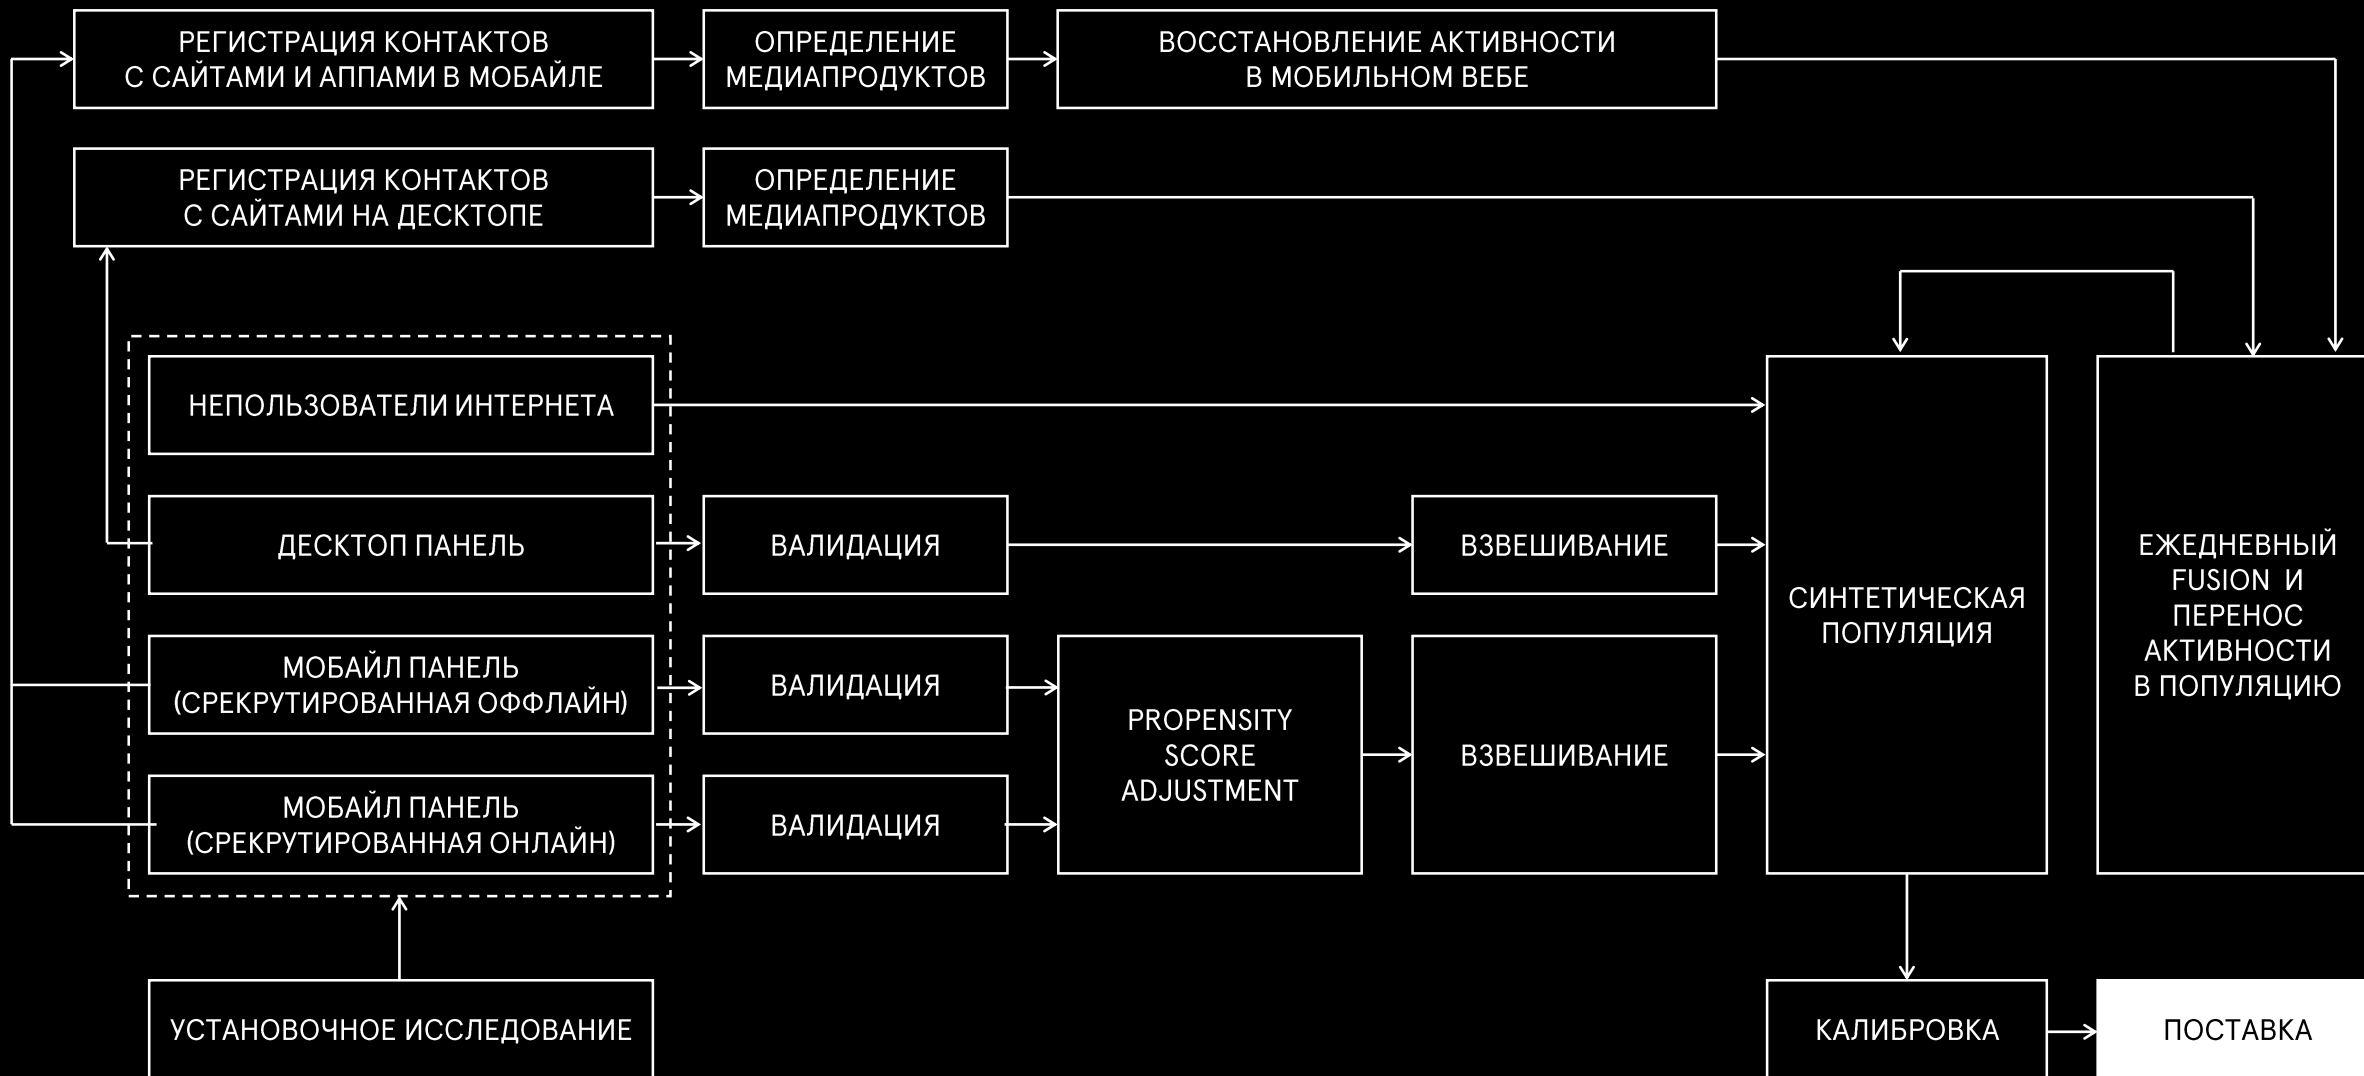 РЕГИСТРАЦИЯ КОНТАКТОВ
С САЙТАМИ И АППАМИ В МОБАЙЛЕ
ОПРЕДЕЛЕНИЕ
МЕДИАПРОДУКТОВ
ВОССТАНОВЛЕНИЕ АКТИВНОСТИ
В МОБИЛЬНОМ ВЕБЕ
РЕГИСТРАЦИЯ КОНТАКТОВ
С САЙТАМИ НА ДЕСКТОПЕ
ОПРЕДЕЛЕНИЕ
МЕДИАПРОДУКТОВ
НЕПОЛЬЗОВАТЕЛИ ИНТЕРНЕТА
ДЕСКТОП ПАНЕЛЬ
ВАЛИДАЦИЯ
ВЗВЕШИВАНИЕ
МОБАЙЛ ПАНЕЛЬ
(СРЕКРУТИРОВАННАЯ ОФФЛАЙН)
ВАЛИДАЦИЯ
МОБАЙЛ ПАНЕЛЬ
(СРЕКРУТИРОВАННАЯ ОНЛАЙН)
ВАЛИДАЦИЯ
PROPENSITY
SCORE
ADJUSTMENT
ВЗВЕШИВАНИЕ
СИНТЕТИЧЕСКАЯ
ПОПУЛЯЦИЯ
ЕЖЕДНЕВНЫЙ
FUSION И
ПЕРЕНОС
АКТИВНОСТИ
В ПОПУЛЯЦИЮ
УСТАНОВОЧНОЕ ИССЛЕДОВАНИЕ
КАЛИБРОВКА
ПОСТАВКА